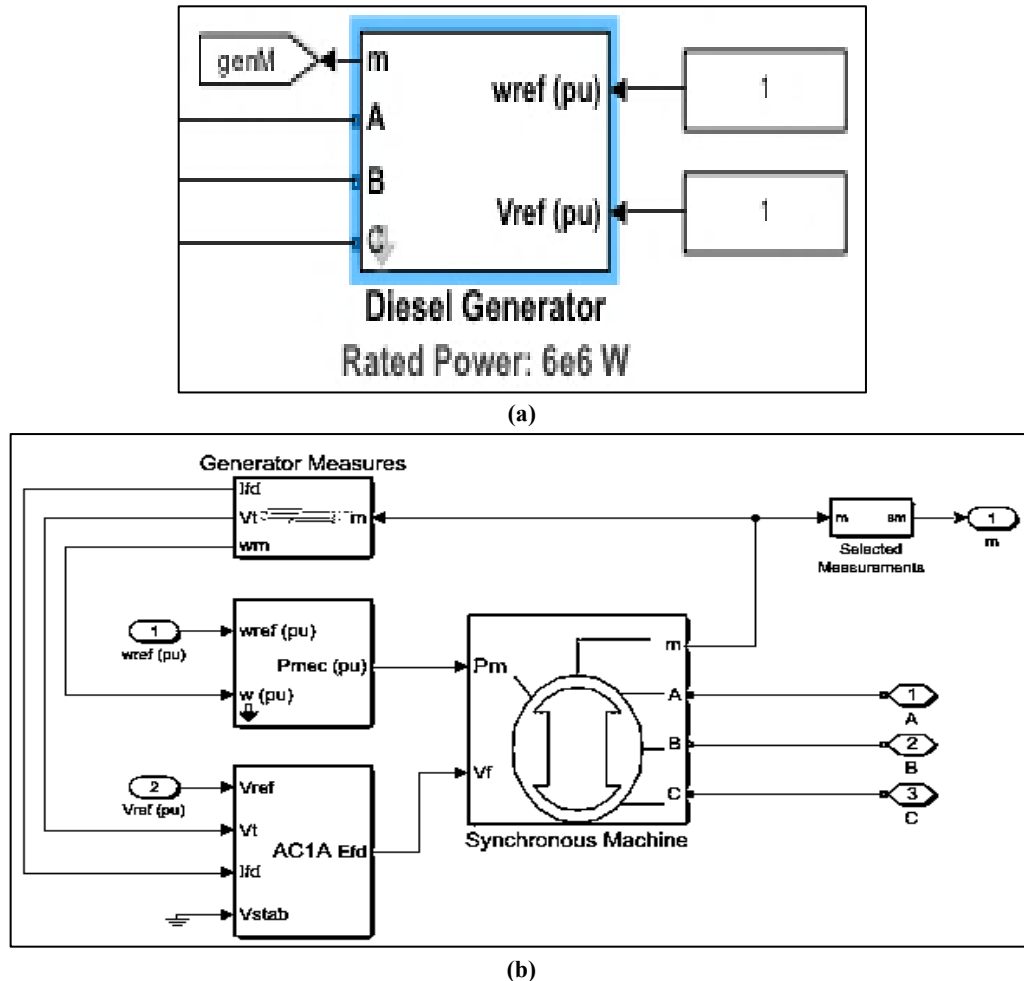 genM
m
A
B
C
wref (pu)
1
Vref (pu)
1
Diesel Generator
Rated Power: 6e6 W
(a)
Generator Measures
Ifd
Vt
m
wm
m
sm
Selected
Measurements
1
m
1
wref (pu)
wref (pu)
Pmec (pu)
w (pu)
2
Vref (pu)
Vref
Vt
AC1A Efd
Ifd
Vstab
Pm
Vf
m
A
B
C
Synchronous Machine
1
A
2
B
3
C
(b)